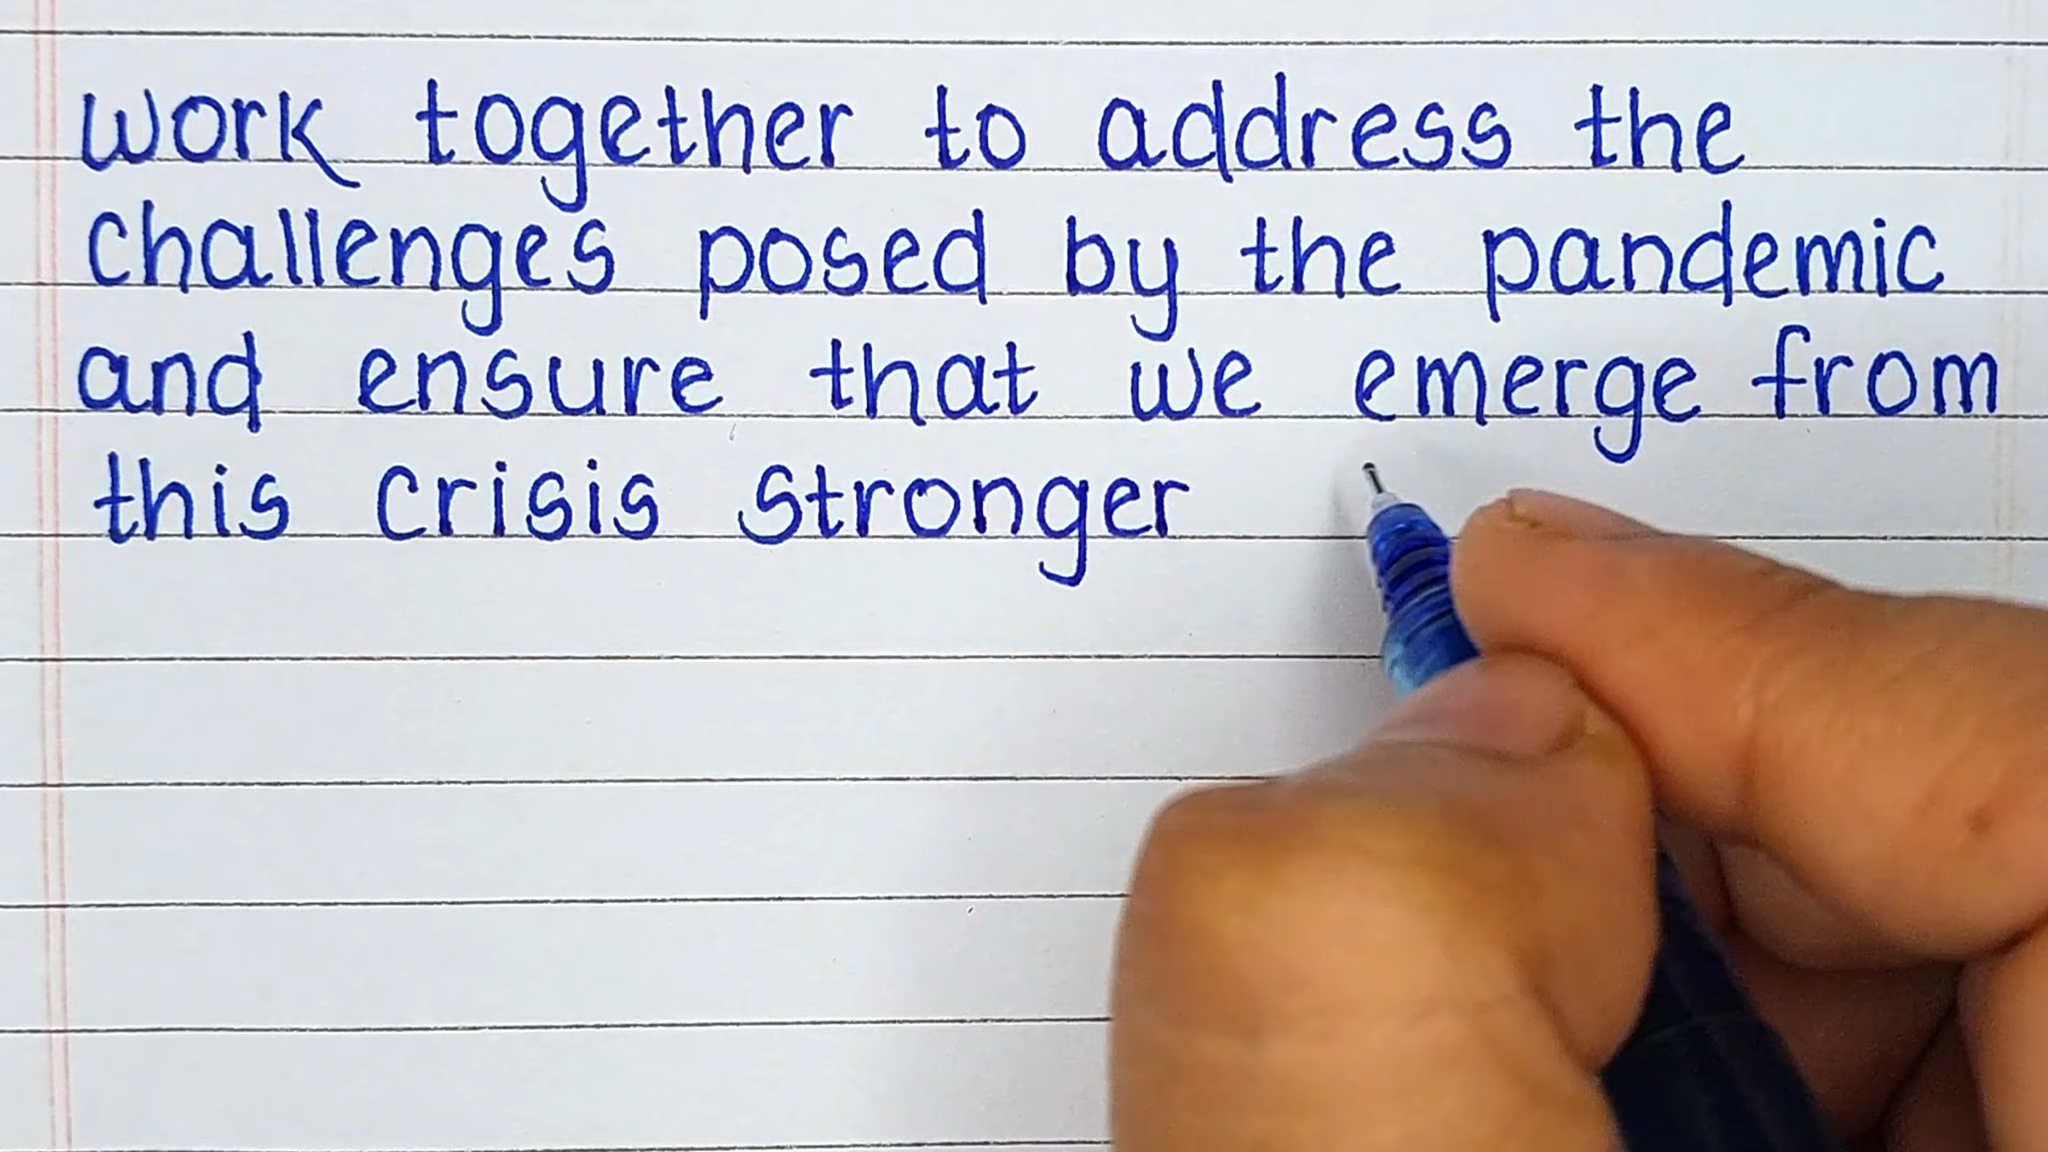 work together to address the
challenges posed by the pandemic
and ensure that we emerge from
this crisis stronger